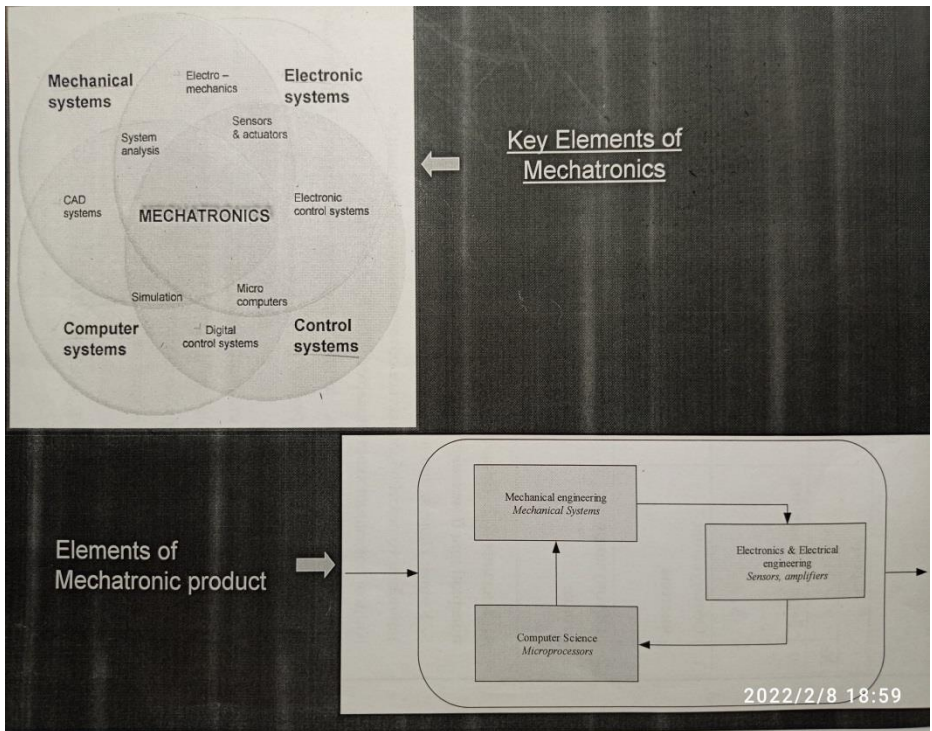 Mechanical
systems
Electro –
mechanics
Electronic
systems
Sensors
& actuators
System
analysis
CAD
systems
MECHATRONICS
Electronic
control systems
Simulation
Micro
computers
Computer
systems
Digital
control systems
Control
systems
Key Elements of
Mechatronics
Elements of
Mechatronic product
Mechanical engineering
Mechanical Systems
Electronics & Electrical
engineering
Sensors, amplifiers
Computer Science
Microprocessors
2022/2/8 18:59